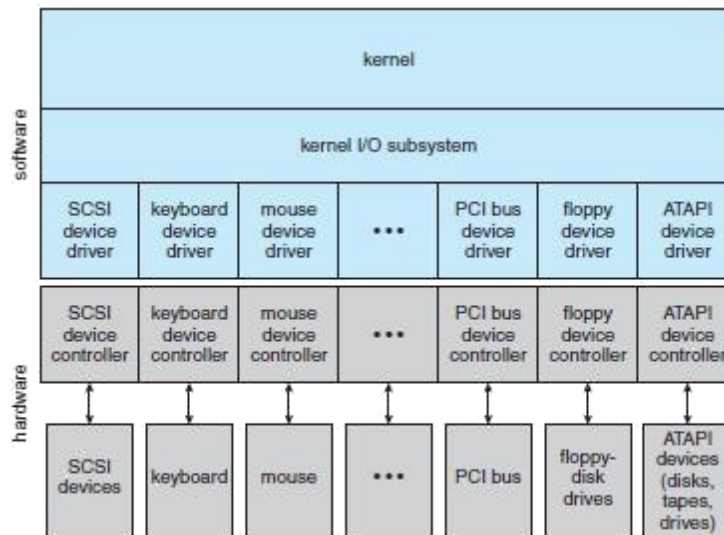 software
kernel
kernel I/O subsystem
SCSI
device
driver
keyboard
device
driver
mouse
device
driver
•••
PCI bus
device
driver
floppy
device
driver
ATAPI
device
driver
hardware
SCSI
device
controller
keyboard
device
controller
mouse
device
controller
•••
PCI bus
device
controller
floppy
device
controller
ATAPI
device
controller
SCSI
devices
keyboard
mouse
•••
PCI bus
floppy-
disk
drives
ATAPI
devices
(disks,
tapes,
drives)